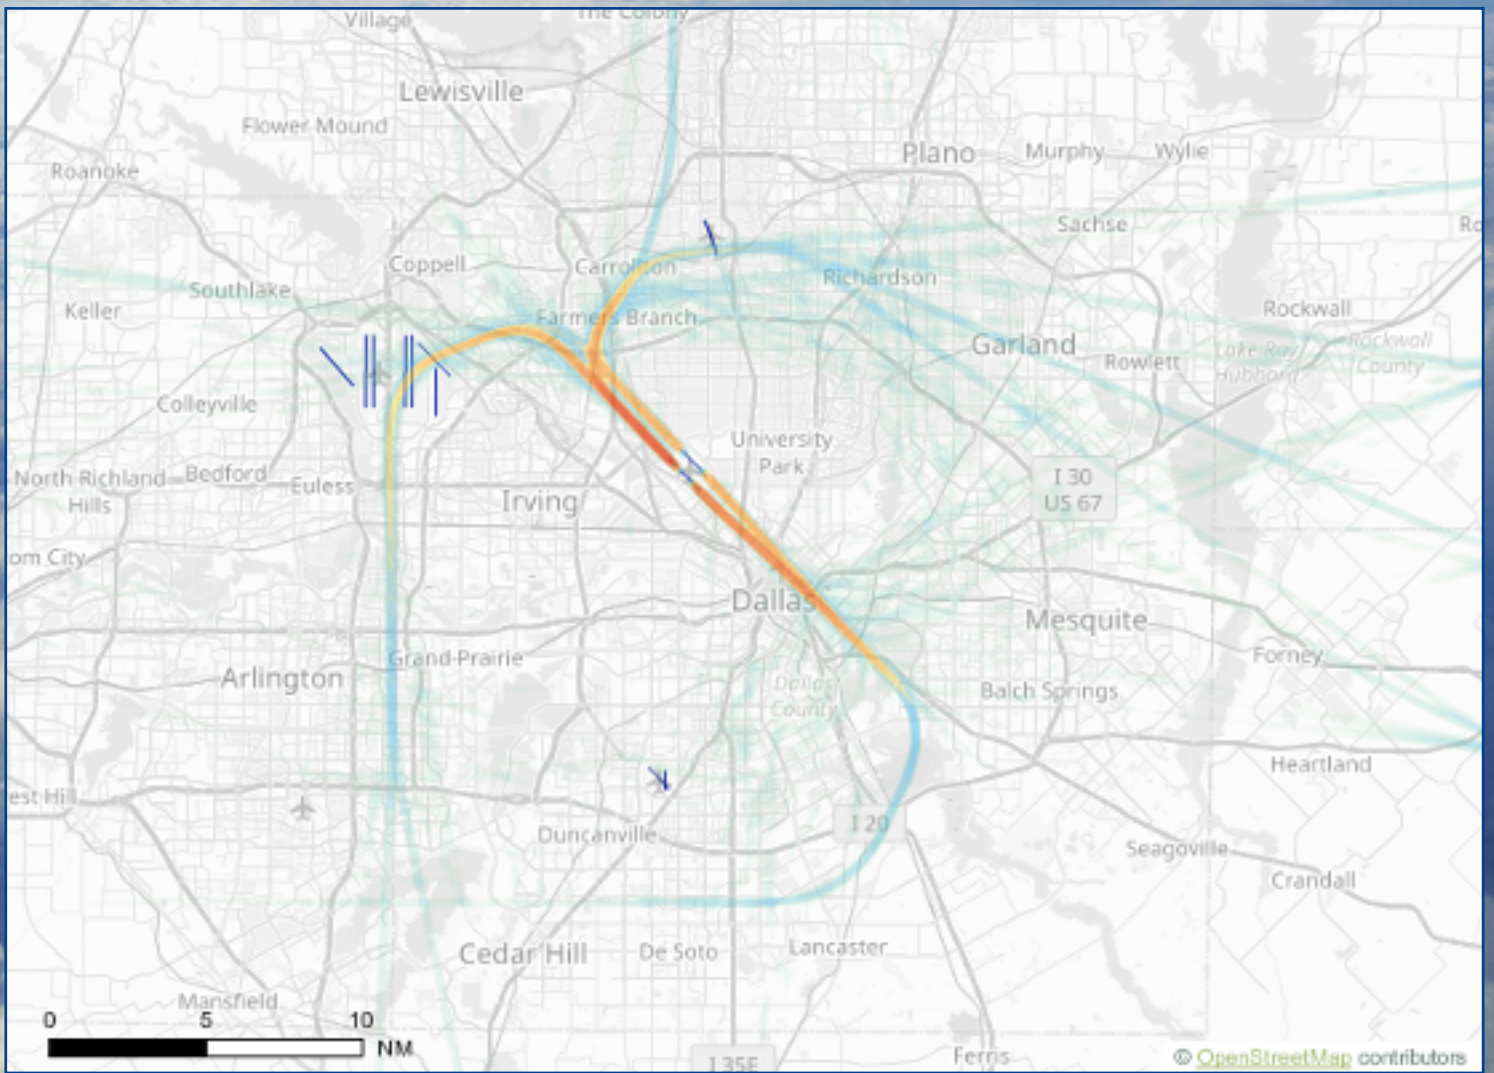 Village
The Colony
Lewisville
Flower Mound
Plano
Murphy
Wylie
Roanoke
Sachse
Ro
Coppell
Carrollton
Richardson
Southlake
Keller
Farmers Branch
Rockwall
Garland
Rowlett
Lake Ray
Hubbard
Rockwall
County
Colleyville
University
Park
North Richland
Hills
Bedford
Euless
Irving
I 30
US 67
om City
Dallas
Mesquite
Grand-Prairie
Arlington
Forney
Dallas
County
Balch Springs
Heartland
est Hill
Duncanville
I 20
Seagoville
Crandall
Cedar Hill
De Soto
Lancaster
Mansfield
0 5 10
NM
I 35E
Ferris
© OpenStreetMap contributors